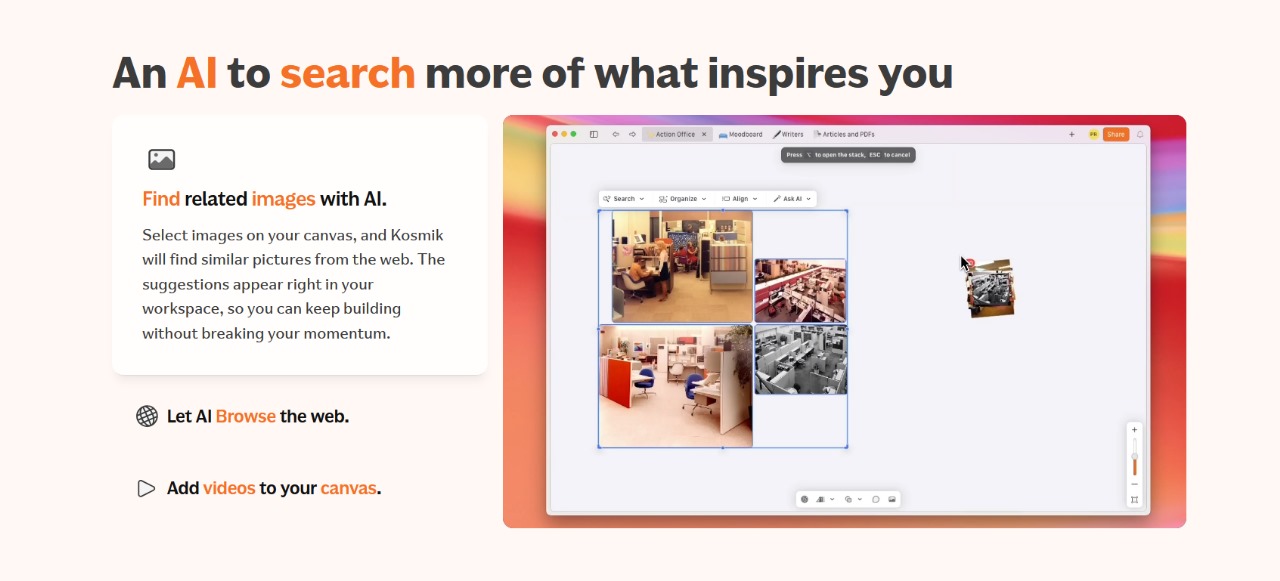 An AI to search more of what inspires you
Find related images with AI.
Select images on your canvas, and Kosmik
will find similar pictures from the web. The
suggestions appear right in your
workspace, so you can keep building
without breaking your momentum.
Let AI Browse the web.
Add videos to your canvas.
Action Office
Moodboard
Writers
Articles and PDFs
Share
Press ⌥ to open the stack, ESC to cancel
Search
Organize
Align
Ask AI